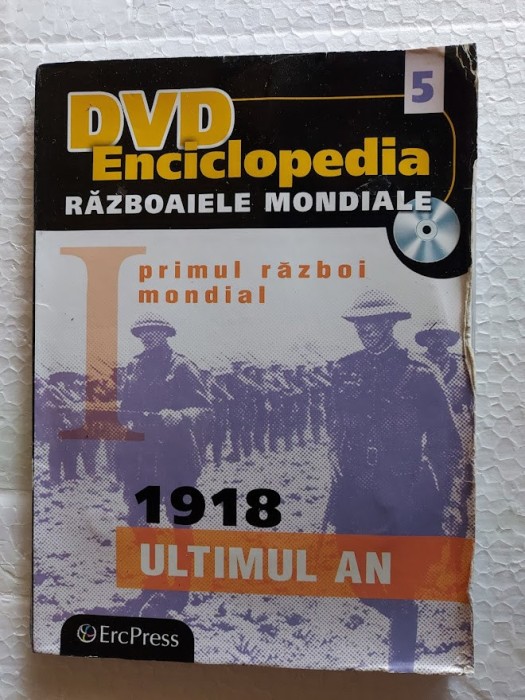 5
DVD
Enciclopedia
RĂZBOAIELE MONDIALE
I
primul război
mondial
1918
ULTIMUL AN
ErcPress